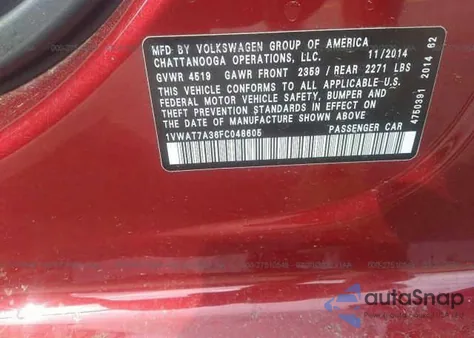 MFD. BY VOLKSWAGEN GROUP OF AMERICA
CHATTANOOGA OPERATIONS, LLC. 11/2014
GVWR 4519 GAWR FRONT 2359 / REAR 2271 LBS
THIS VEHICLE CONFORMS TO ALL APPLICABLE U.S.
FEDERAL MOTOR VEHICLE SAFETY, BUMPER AND
THEFT PREVENTION STANDARDS IN EFFECT ON
THE DATE OF MANUFACTURE SHOWN ABOVE.
1VWAT7A36FC048605 PASSENGER CAR
4750391 2014 62
autoSnap